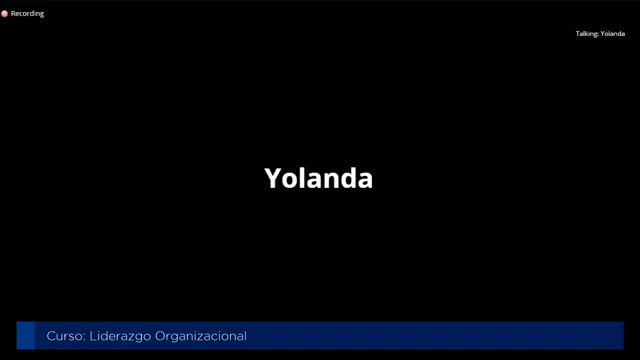 Recording
Talking: Yolanda
Yolanda
Curso: Liderazgo Organizacional